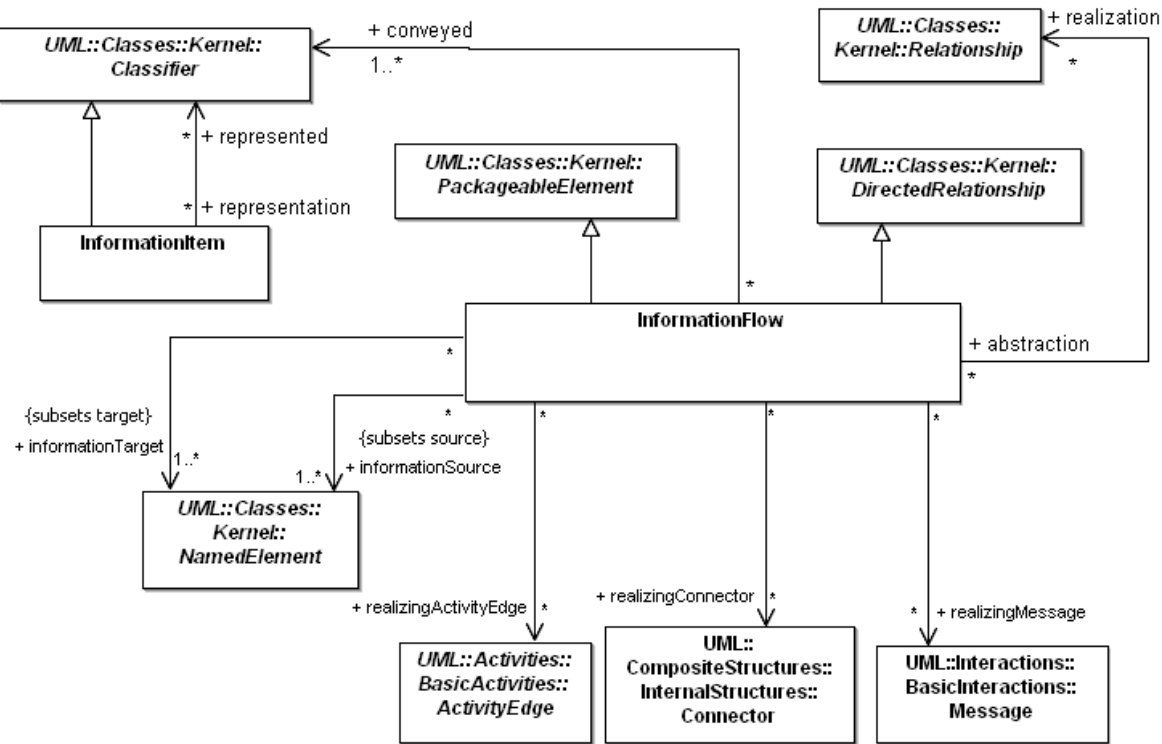 UML::Classes::Kernel::
Classifier
+ conveyed
1..*
UML::Classes::
Kernel::Relationship
+ realization
*
* + represented
* + representation
InformationItem
UML::Classes::Kernel::
PackageableElement
UML::Classes::Kernel::
DirectedRelationship
*
InformationFlow
+ abstraction
*
*
{subsets target}
+ informationTarget
1..*
*
{subsets source}
+ informationSource
1..*
*
*
*
UML::Classes::
Kernel::
NamedElement
+ realizingActivityEdge *
+ realizingConnector *
* + realizingMessage
UML::Activities::
BasicActivities::
ActivityEdge
UML::
CompositeStructures::
InternalStructures::
Connector
UML::Interactions::
BasicInteractions::
Message